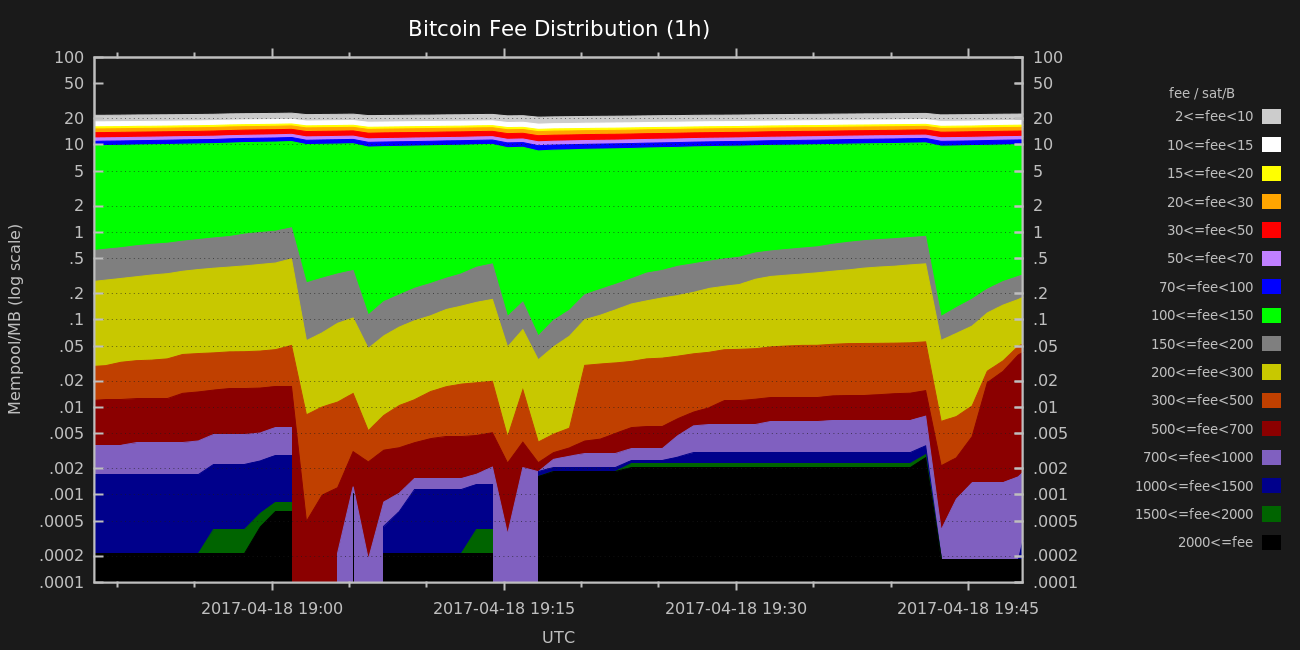 Bitcoin Fee Distribution (1h)
Mempool/MB (log scale)
100
50
20
10
5
2
1
.5
.2
.1
.05
.02
.01
.005
.002
.001
.0005
.0002
.0001
100
50
20
10
5
2
1
.5
.2
.1
.05
.02
.01
.005
.002
.001
.0005
.0002
.0001
2017-04-18 19:00
2017-04-18 19:15
2017-04-18 19:30
2017-04-18 19:45
UTC
fee / sat/B
2<=fee<10
10<=fee<15
15<=fee<20
20<=fee<30
30<=fee<50
50<=fee<70
70<=fee<100
100<=fee<150
150<=fee<200
200<=fee<300
300<=fee<500
500<=fee<700
700<=fee<1000
1000<=fee<1500
1500<=fee<2000
2000<=fee